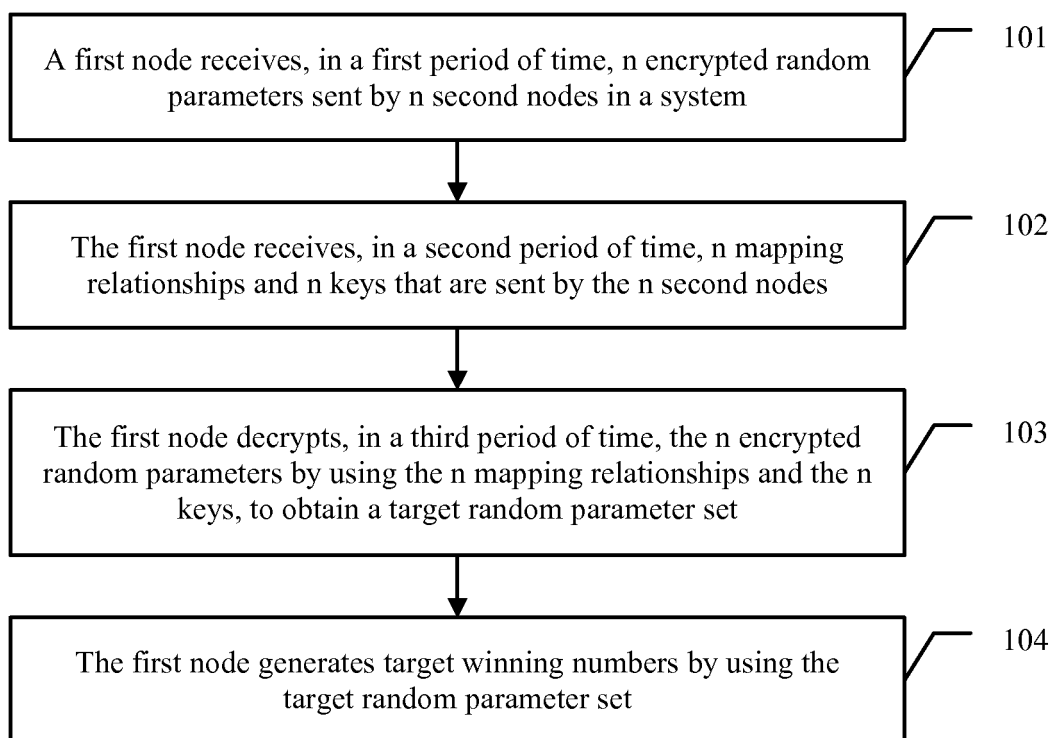 A first node receives, in a first period of time, n encrypted random
parameters sent by n second nodes in a system
101
The first node receives, in a second period of time, n mapping
relationships and n keys that are sent by the n second nodes
102
The first node decrypts, in a third period of time, the n encrypted
random parameters by using the n mapping relationships and the n
keys, to obtain a target random parameter set
103
The first node generates target winning numbers by using the
target random parameter set
104